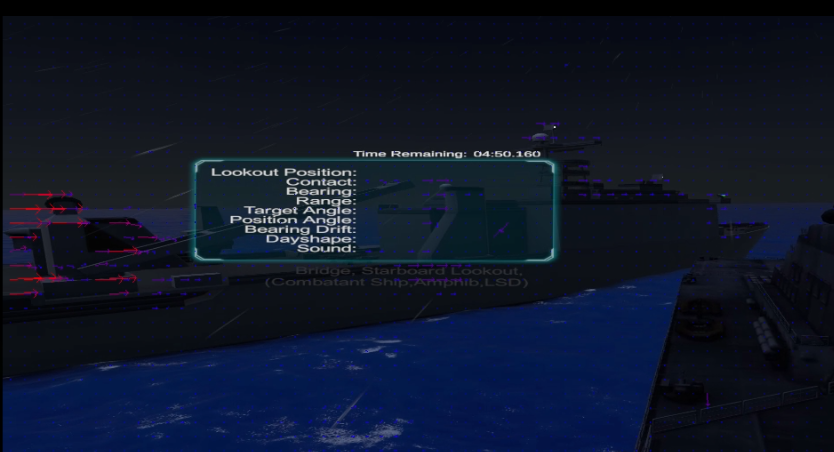 Time Remaining: 04:50.160
Lookout Position:
Contact:
Bearing:
Range:
Target Angle:
Position Angle:
Bearing Drift:
Dayshape:
Sound:
Bridge, Starboard Lookout,
(Combatant Ship,Amphib,LSD)